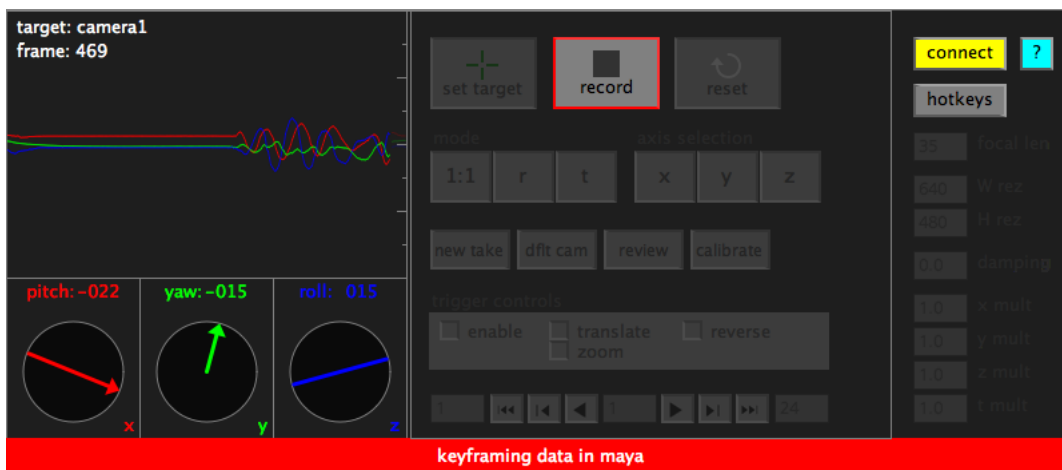 target: camera1
frame: 469
set target
record
reset
connect
?
hotkeys
mode
axis selection
1:1
r
t
x
y
z
new take
dflt cam
review
calibrate
trigger controls
enable
translate
reverse
zoom
1
1
24
35 focal len
640 W rez
480 H rez
0.0 damping
1.0 x mult
1.0 y mult
1.0 z mult
1.0 t mult
pitch:-022
yaw:-015
roll: 015
x
y
z
keyframing data in maya